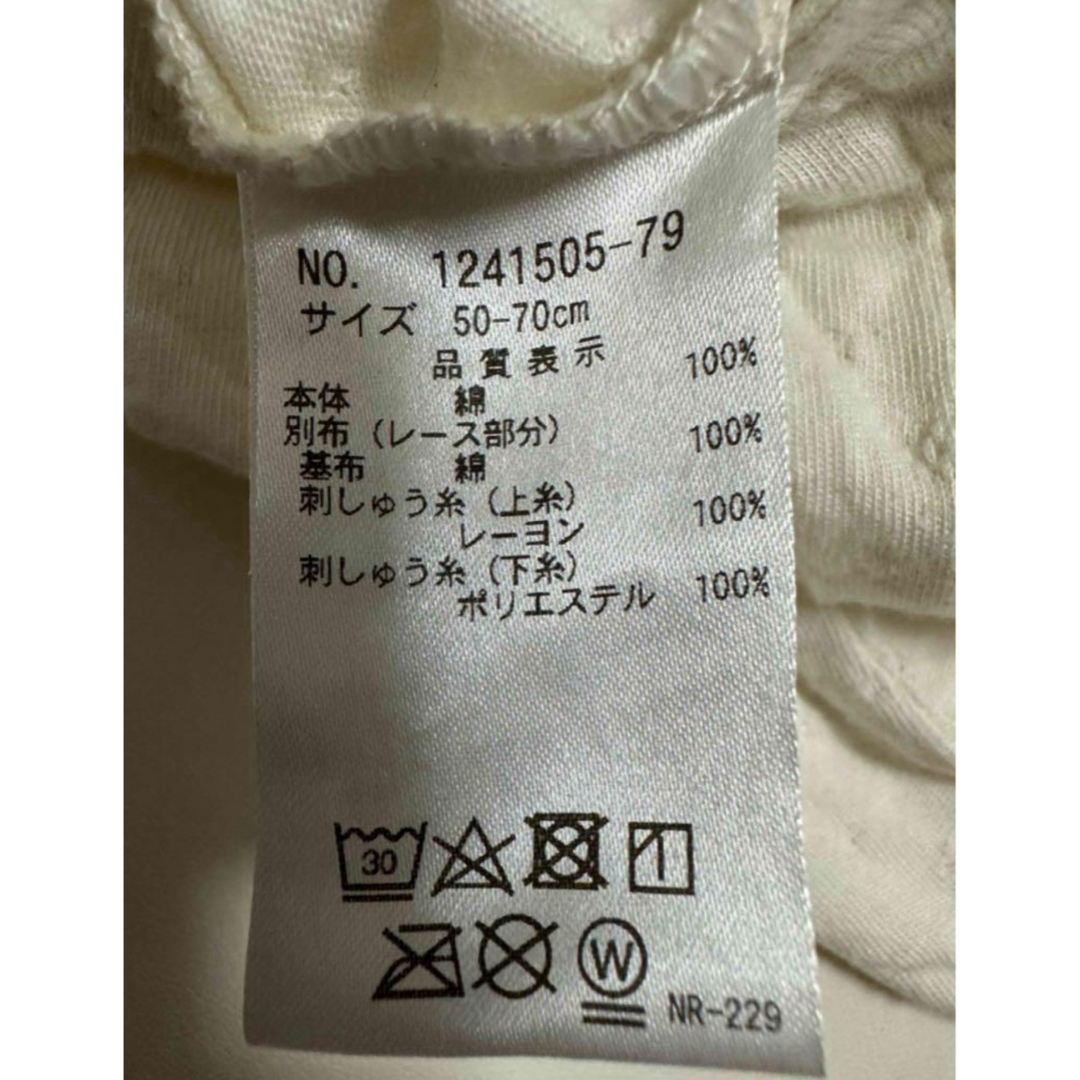 NO. 1241505-79
サイズ 50-70cm
品質表示
本体 綿 100%
別布(レース部分)
基布 綿 100%
刺しゅう糸(上糸)
レーヨン 100%
刺しゅう糸(下糸)
ポリエステル 100%
30
W
NR-229